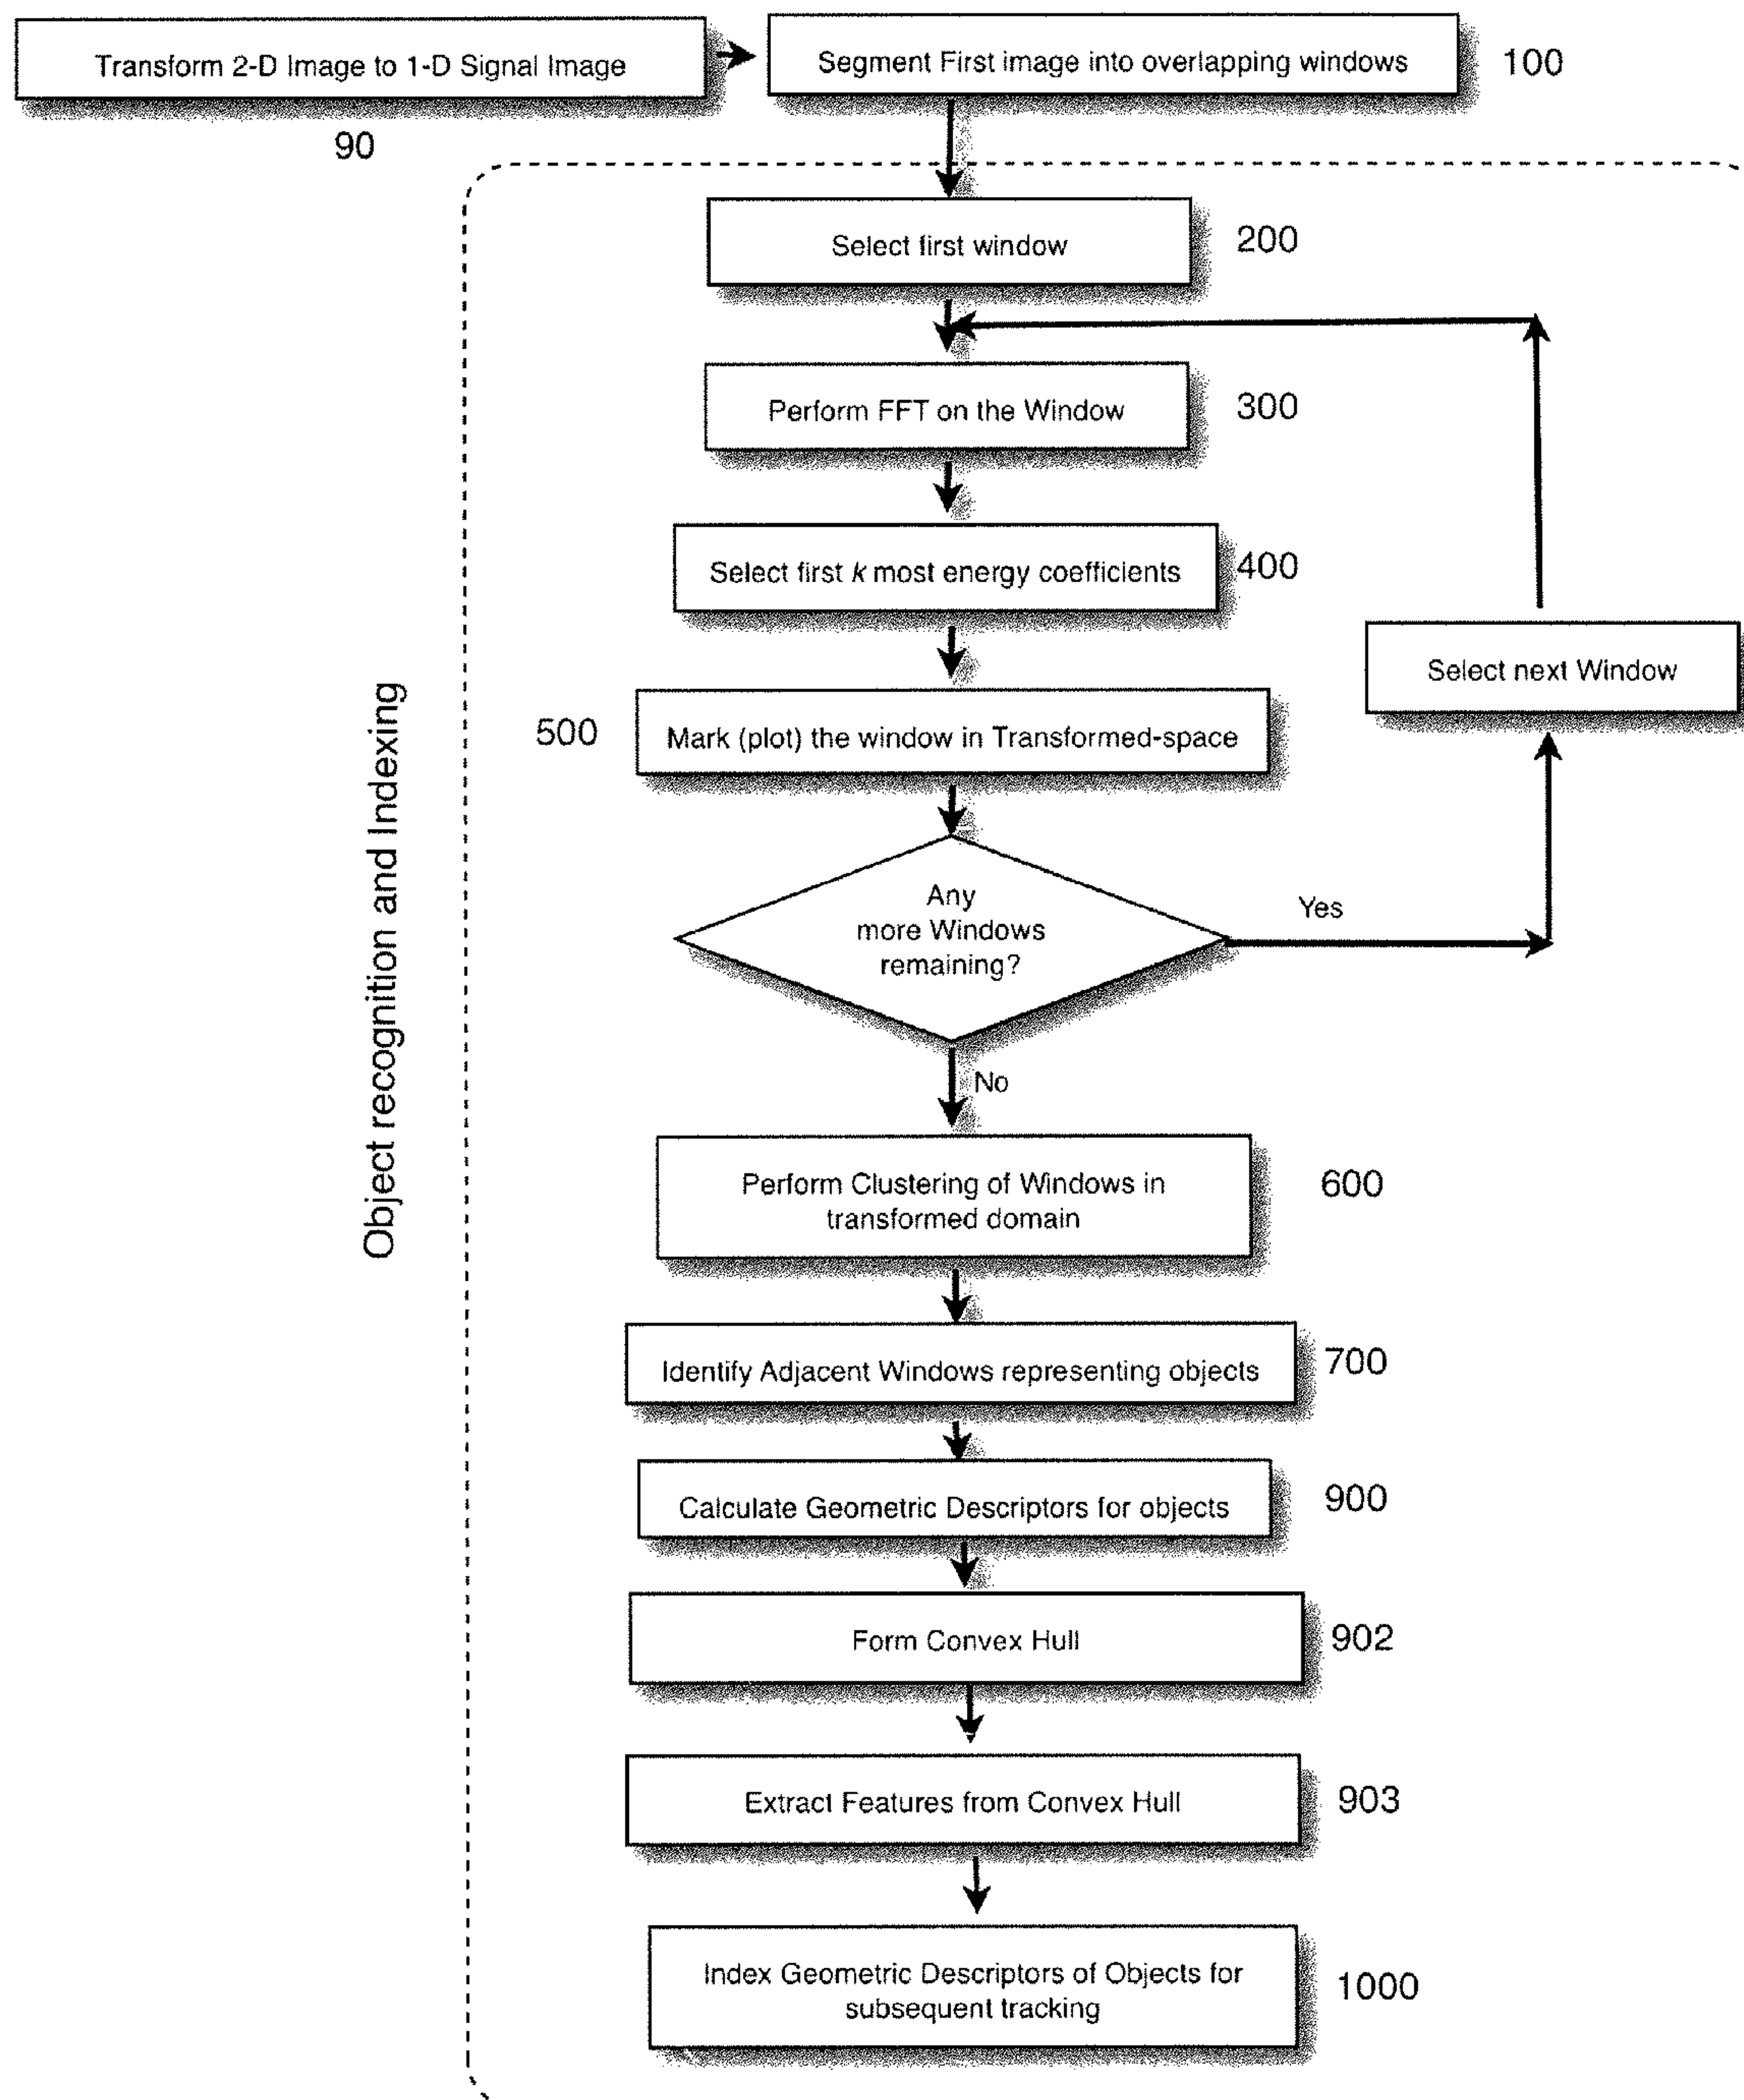 Transform 2-D Image to 1-D Signal Image
90
Segment First image into overlapping windows
100
Select first window
200
Perform FFT on the Window
300
Select first k most energy coefficients
400
Select next Window
500
Mark (plot) the window in Transformed-space
Any
more Windows
remaining?
Yes
No
Object recognition and Indexing
Perform Clustering of Windows in
transformed domain
600
Identify Adjacent Windows representing objects
700
Calculate Geometric Descriptors for objects
900
Form Convex Hull
902
Extract Features from Convex Hull
903
Index Geometric Descriptors of Objects for
subsequent tracking
1000